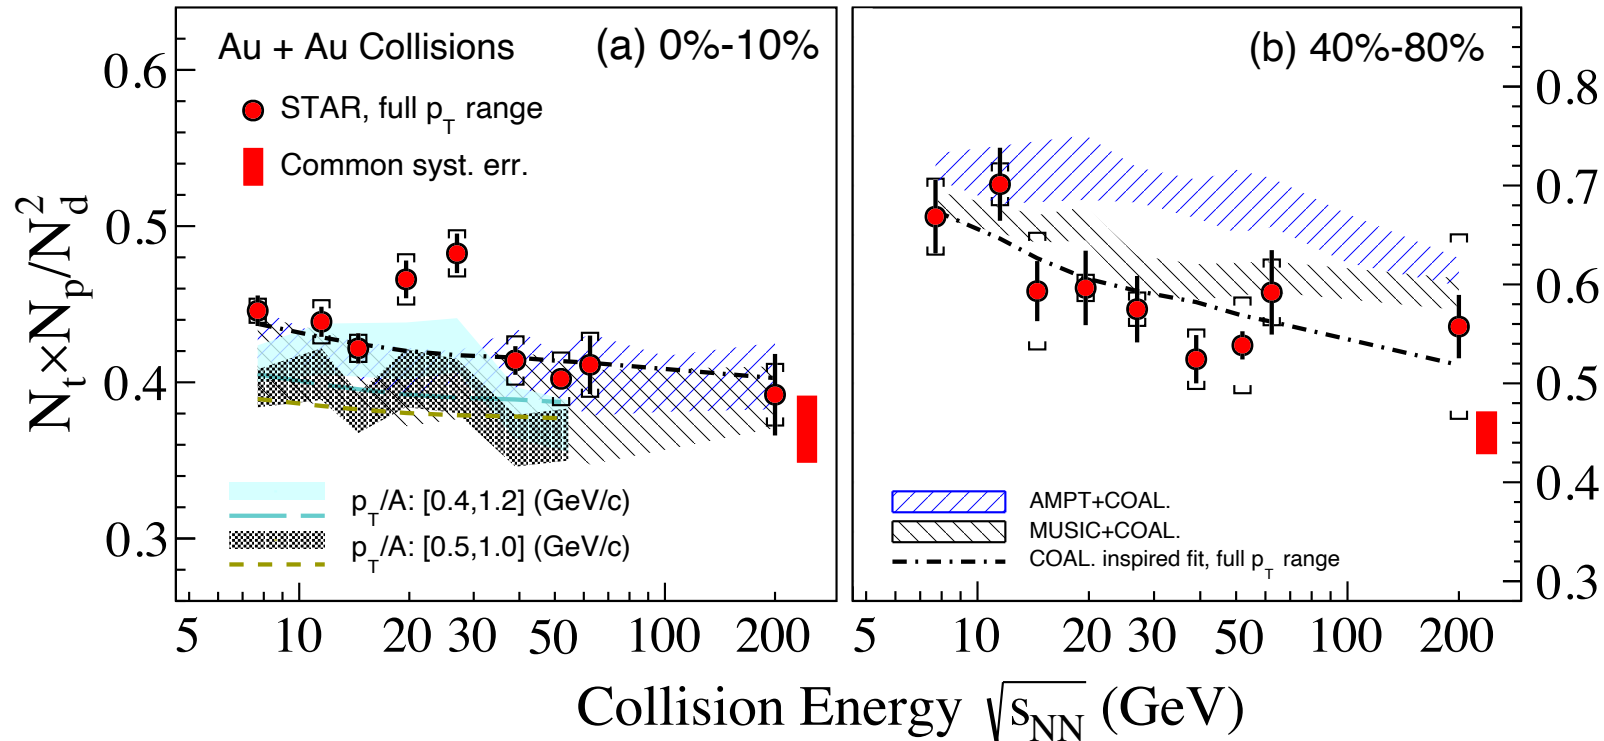 Au + Au Collisions
(a) 0%-10%
STAR, full p_T range
Common syst. err.
p_T/A: [0.4,1.2] (GeV/c)
p_T/A: [0.5,1.0] (GeV/c)
N_t×N_p/N_d^2
0.6
0.5
0.4
0.3
5 10 20 30 50 100 200
(b) 40%-80%
AMPT+COAL.
MUSIC+COAL.
COAL. inspired fit, full p_T range
0.8
0.7
0.6
0.5
0.4
0.3
5 10 20 30 50 100 200
Collision Energy √s_NN (GeV)